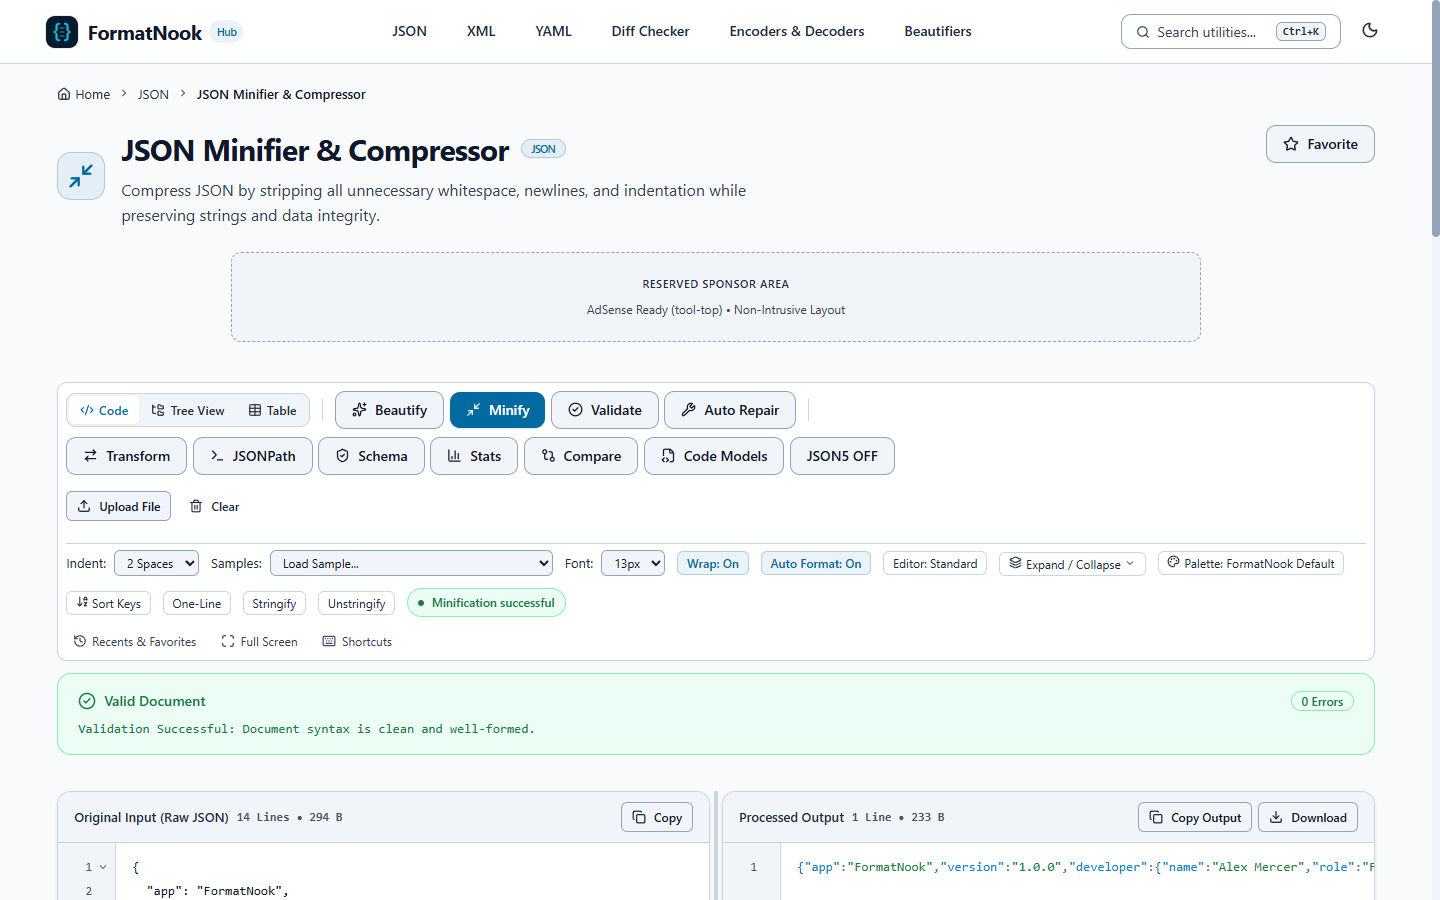 FormatNook Hub
JSON XML YAML Diff Checker Encoders & Decoders Beautifiers
Search utilities... Ctrl+K
Home > JSON > JSON Minifier & Compressor
JSON Minifier & Compressor JSON
Favorite
Compress JSON by stripping all unnecessary whitespace, newlines, and indentation while
preserving strings and data integrity.
RESERVED SPONSOR AREA
AdSense Ready (tool-top) • Non-Intrusive Layout
Code Tree View Table Beautify Minify Validate Auto Repair
Transform JSONPath Schema Stats Compare Code Models JSON5 OFF
Upload File Clear
Indent: 2 Spaces Samples: Load Sample... Font: 13px Wrap: On Auto Format: On Editor: Standard Expand / Collapse Palette: FormatNook Default
Sort Keys One-Line Stringify Unstringify Minification successful
Recents & Favorites Full Screen Shortcuts
Valid Document 0 Errors
Validation Successful: Document syntax is clean and well-formed.
Original Input (Raw JSON) 14 Lines • 294 B Copy
1 {
2 "app": "FormatNook",
Processed Output 1 Line • 233 B Copy Output Download
1 {"app":"FormatNook","version":"1.0.0","developer":{"name":"Alex Mercer","role":"F